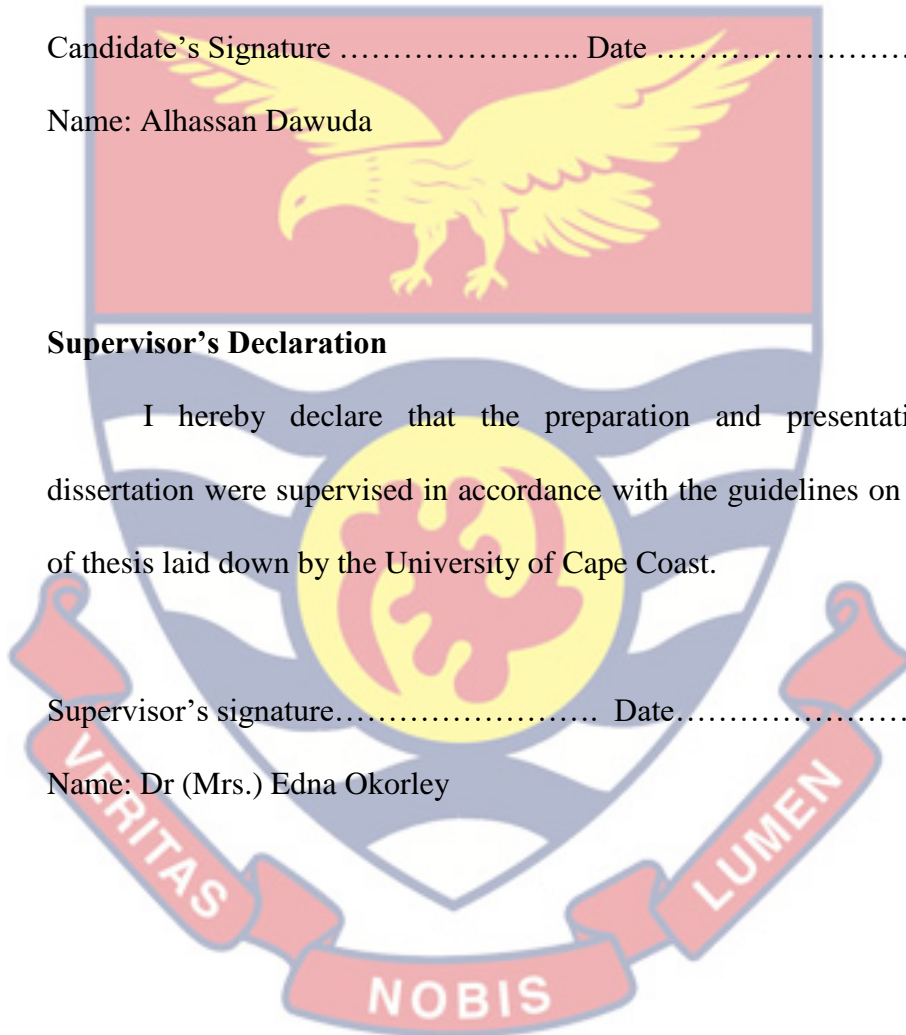 Candidate’s Signature ………………….. Date ……………………
Name: Alhassan Dawuda
Supervisor’s Declaration
I hereby declare that the preparation and presentati
dissertation were supervised in accordance with the guidelines on
of thesis laid down by the University of Cape Coast.
Supervisor’s signature……………………. Date…………………
Name: Dr (Mrs.) Edna Okorley
VERITAS
NOBIS
LUMEN